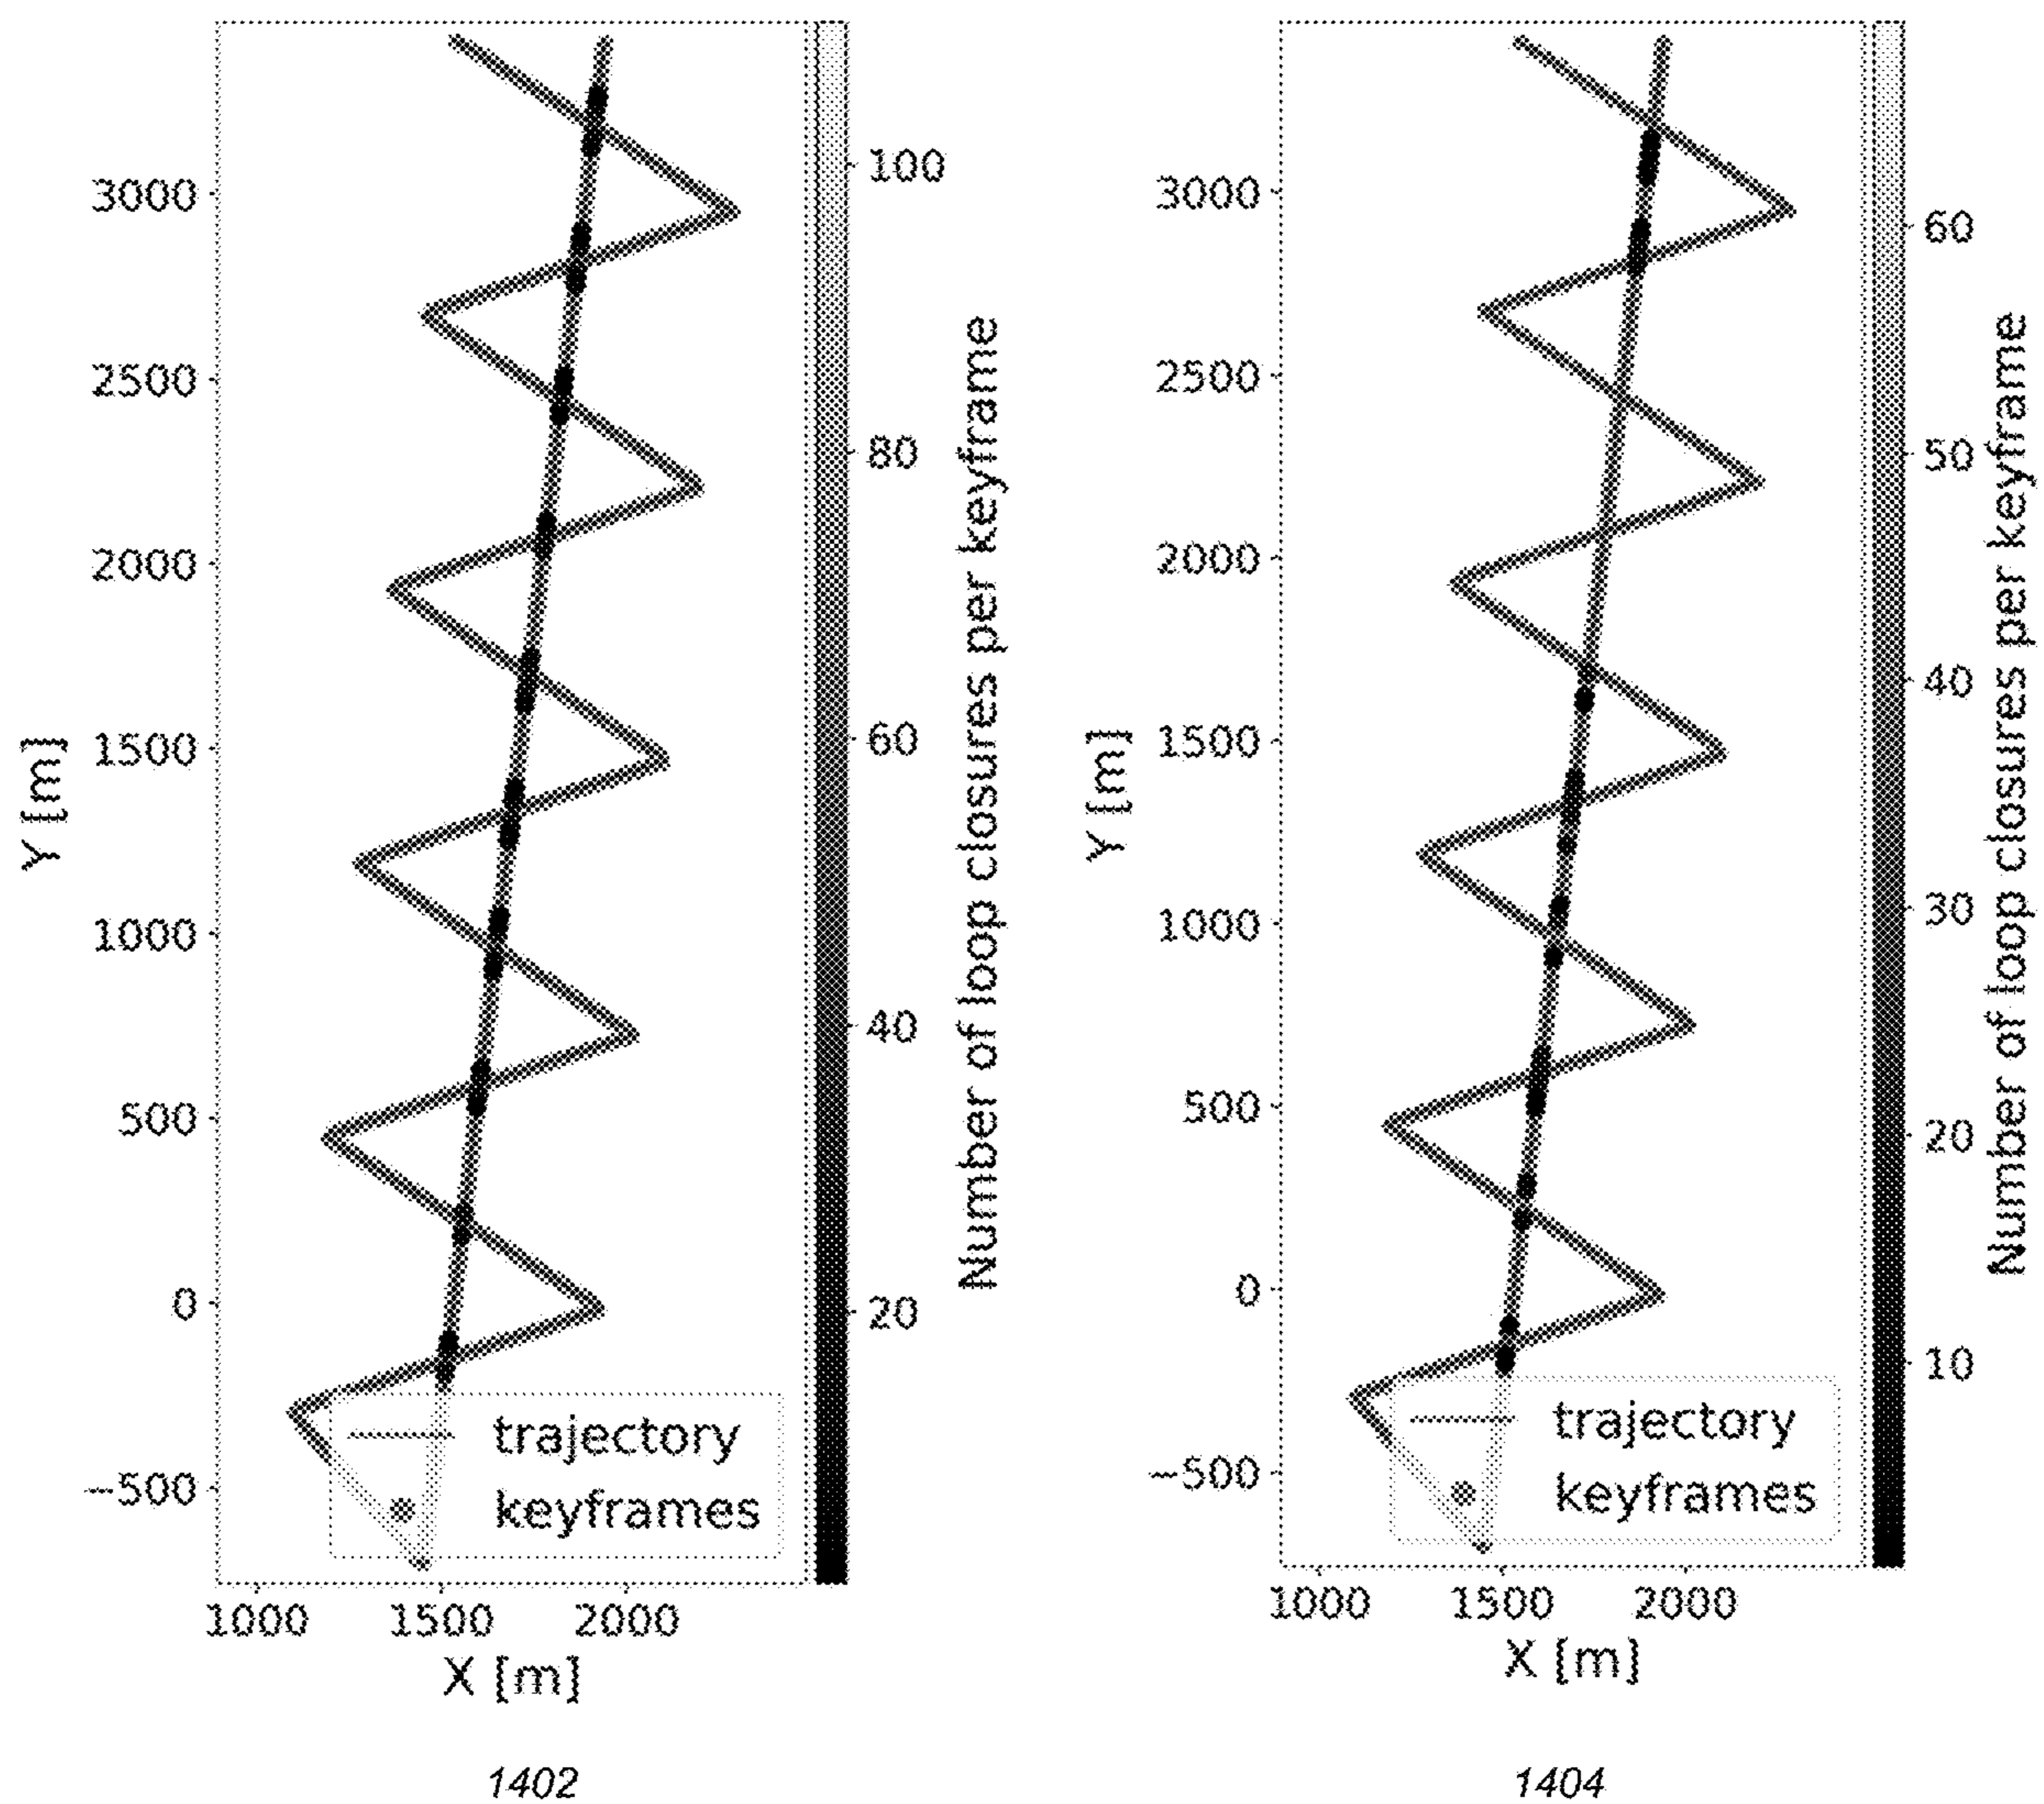 3000
2500
2000
1500
1000
500
0
−500
Y [m]
1000 1500 2000
X [m]
trajectory
keyframes
100
80
60
40
20
Number of loop closures per keyframe
1402
3000
2500
2000
1500
1000
500
0
−500
Y [m]
1000 1500 2000
X [m]
trajectory
keyframes
60
50
40
30
20
10
Number of loop closures per keyframe
1404